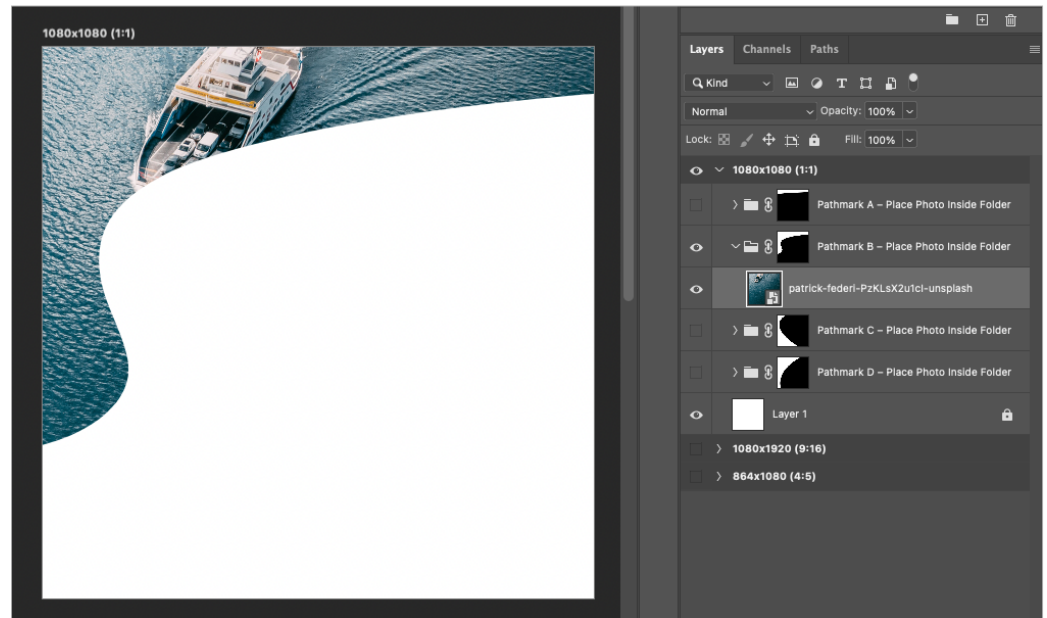 1080x1080 (1:1)
Layers Channels Paths
Kind
Normal Opacity: 100%
Lock: Fill: 100%
1080x1080 (1:1)
Pathmark A – Place Photo Inside Folder
Pathmark B – Place Photo Inside Folder
patrick-federi-PzKLsX2u1cI-unsplash
Pathmark C – Place Photo Inside Folder
Pathmark D – Place Photo Inside Folder
Layer 1
1080x1920 (9:16)
864x1080 (4:5)